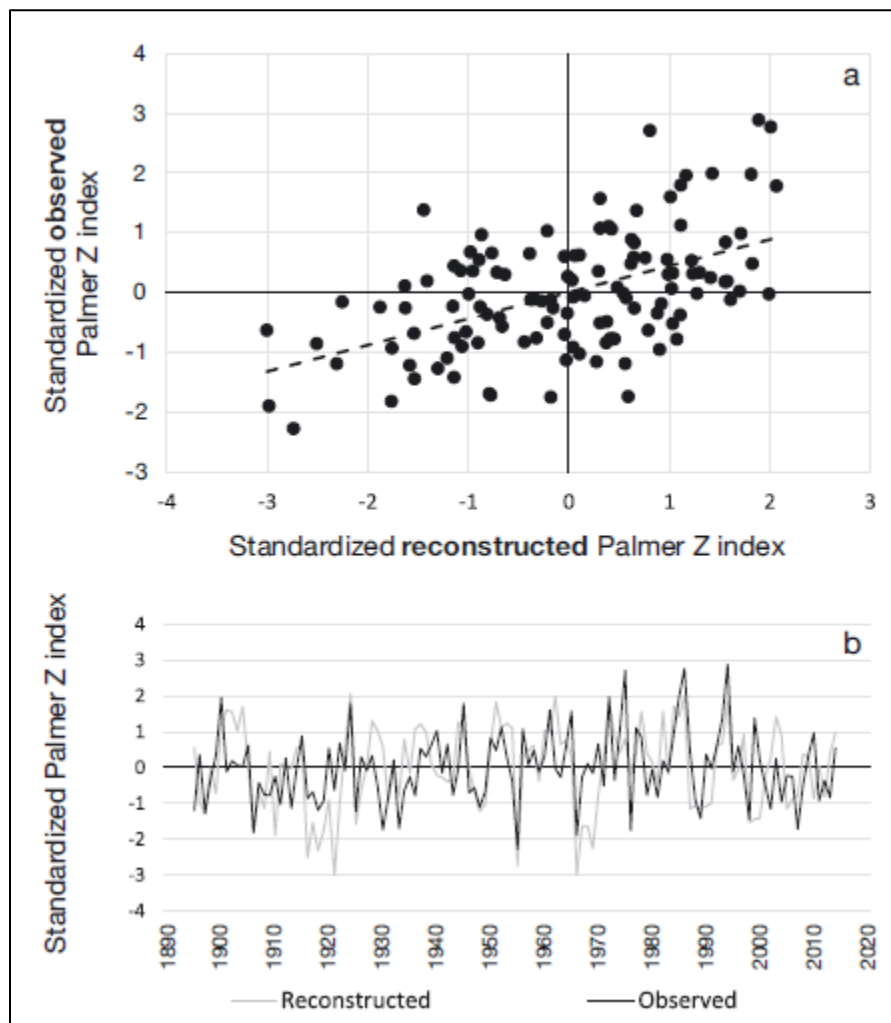 a
4
3
2
1
0
-1
-2
-3
-4 -3 -2 -1 0 1 2 3
Standardized observed
Palmer Z index
Standardized reconstructed Palmer Z index
b
4
3
2
1
0
-1
-2
-3
-4
Standardized Palmer Z index
1890 1900 1910 1920 1930 1940 1950 1960 1970 1980 1990 2000 2010 2020
Reconstructed Observed